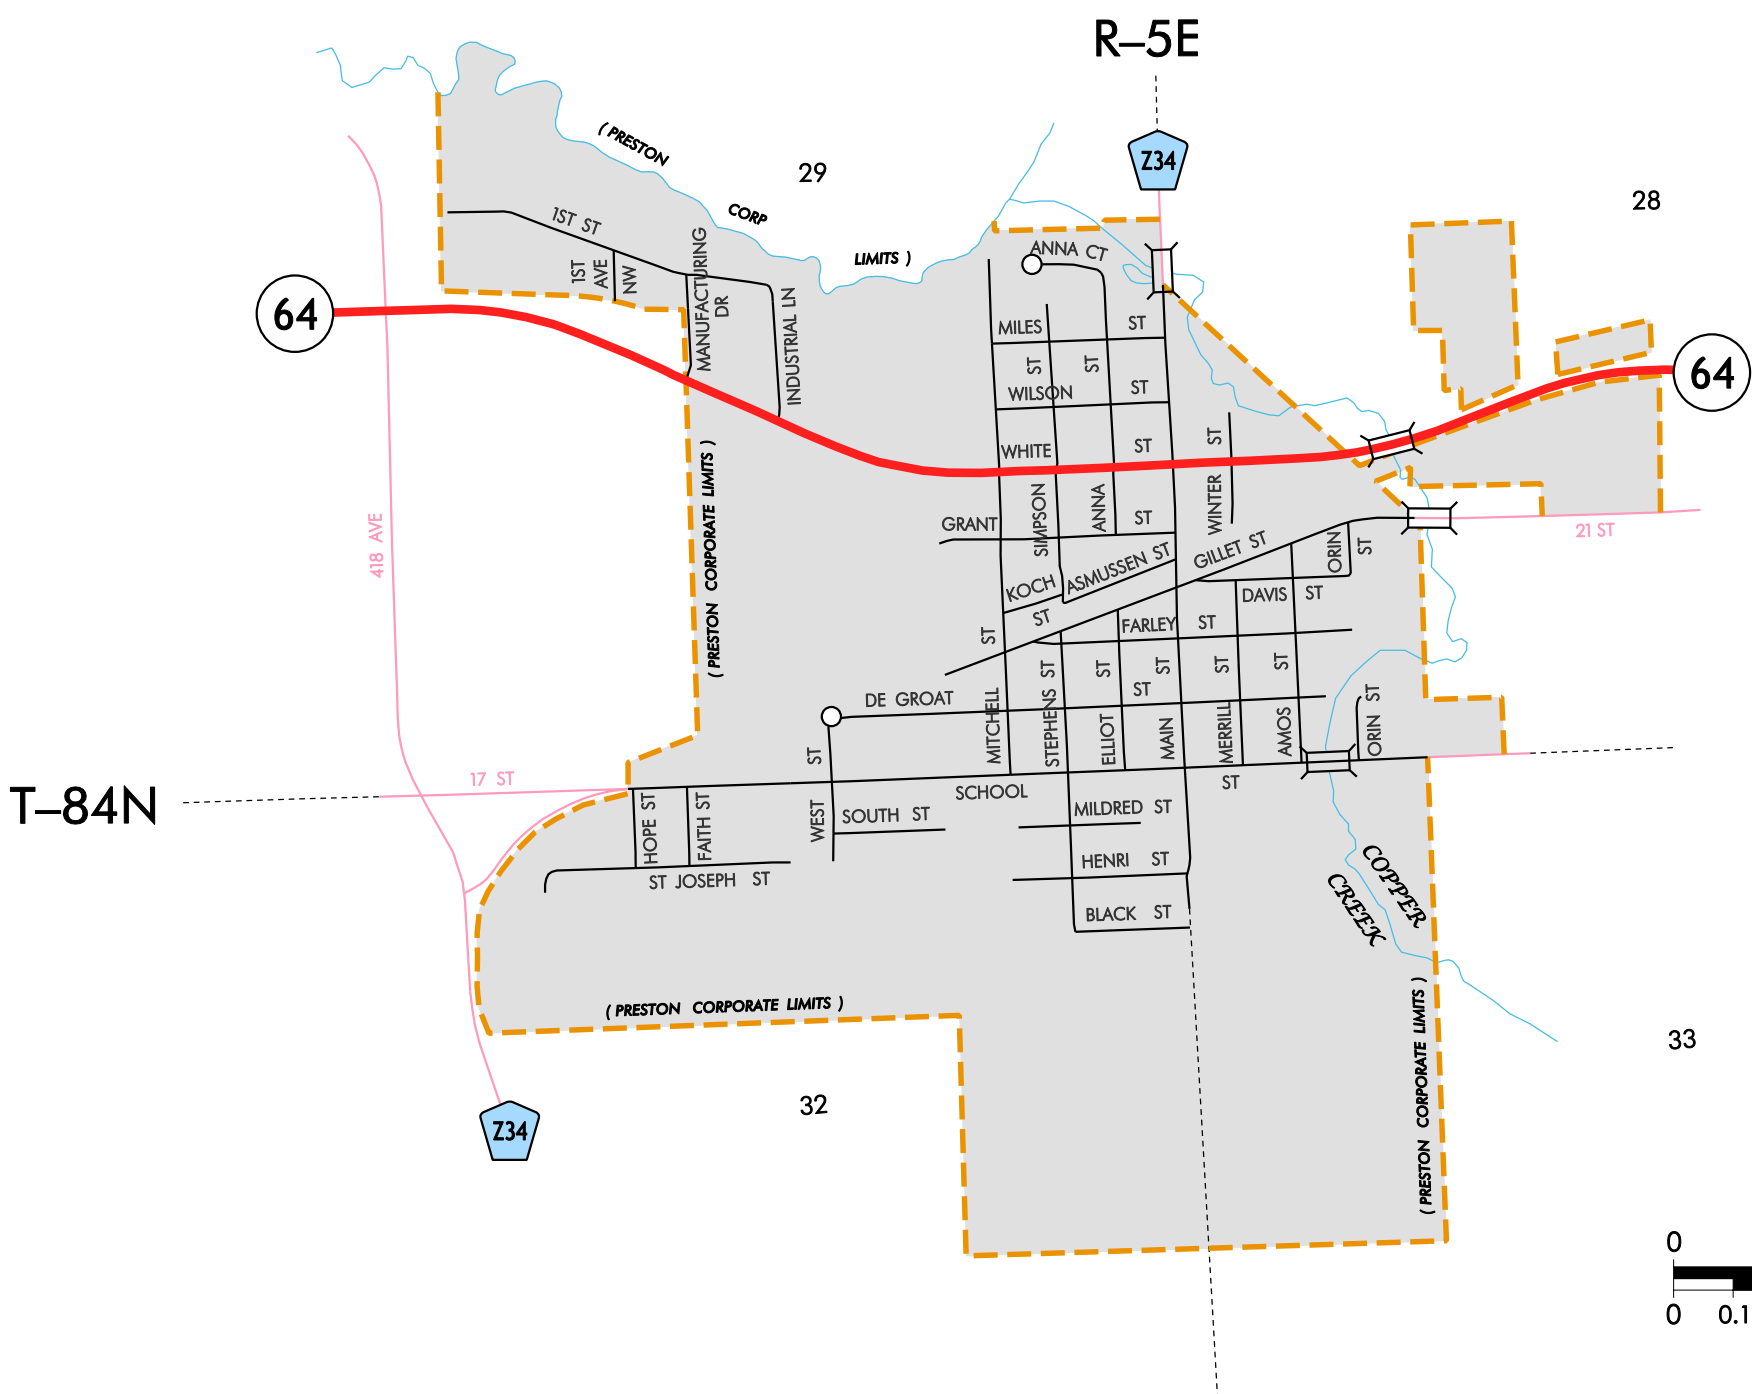 R–5E
Z34
( PRESTON
CORP
LIMITS )
29
28
1ST ST
1ST
AVE
NW
MANUFACTURING
DR
INDUSTRIAL LN
ANNA CT
64
64
MILES ST
ST
ST
WILSON ST
WHITE ST
WINTER ST
GRANT ST
SIMPSON
ANNA
418 AVE
( PRESTON CORPORATE LIMITS )
21 ST
GILLET ST
ORIN ST
KOCH ST
ASMUSSEN ST
DAVIS ST
FARLEY ST
DE GROAT ST
MITCHELL ST
STEPHENS ST
ELLIOT ST
MAIN ST
MERRILL ST
AMOS ST
ORIN ST
T–84N
17 ST
SCHOOL ST
HOPE ST
FAITH ST
WEST ST
SOUTH ST
MILDRED ST
HENRI ST
ST JOSEPH ST
BLACK ST
COPPER
CREEK
( PRESTON CORPORATE LIMITS )
( PRESTON CORPORATE LIMITS )
33
32
Z34
0
0 0.1